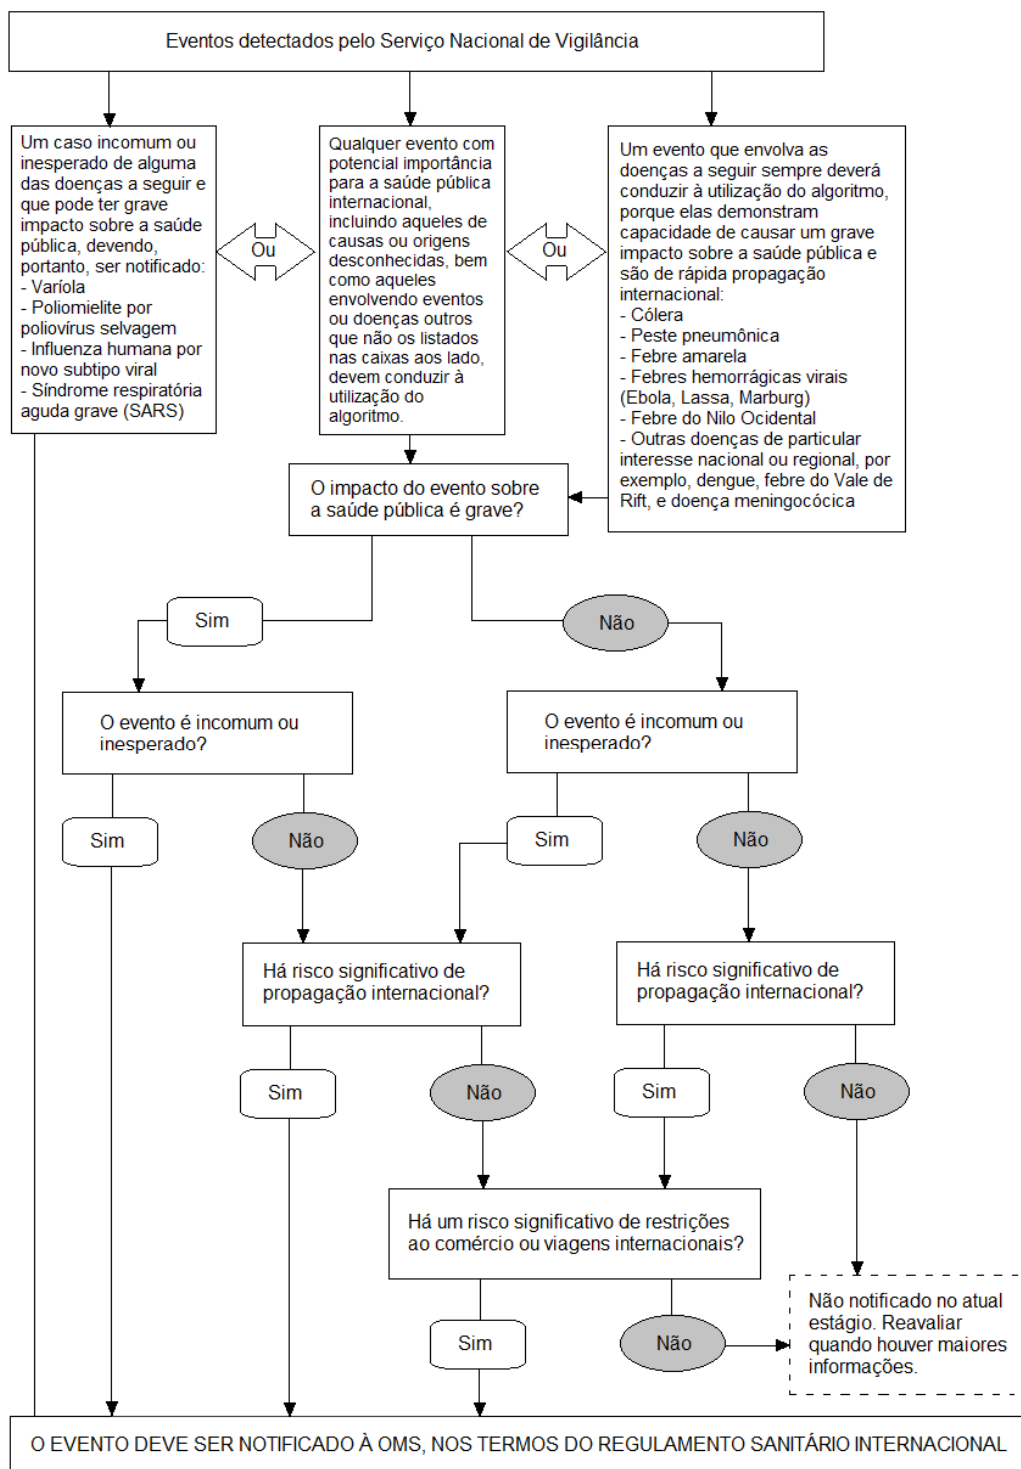 Eventos detectados pelo Serviço Nacional de Vigilância
Um caso incomum ou
inesperado de alguma
das doenças a seguir e
que pode ter grave
impacto sobre a saúde
pública, devendo,
portanto, ser notificado:
- Varíola
- Poliomielite por
poliovírus selvagem
- Influenza humana por
novo subtipo viral
- Síndrome respiratória
aguda grave (SARS)
Ou
Qualquer evento com
potencial importância
para a saúde pública
internacional,
incluindo aqueles de
causas ou origens
desconhecidas, bem
como aqueles
envolvendo eventos
ou doenças outros
que não os listados
nas caixas aos lado,
devem conduzir à
utilização do
algoritmo.
Ou
Um evento que envolva as
doenças a seguir sempre deverá
conduzir à utilização do algoritmo,
porque elas demonstram
capacidade de causar um grave
impacto sobre a saúde pública e
são de rápida propagação
internacional:
- Cólera
- Peste pneumônica
- Febre amarela
- Febres hemorrágicas virais
(Ebola, Lassa, Marburg)
- Febre do Nilo Ocidental
- Outras doenças de particular
interesse nacional ou regional, por
exemplo, dengue, febre do Vale de
Rift, e doença meningocócica
O impacto do evento sobre
a saúde pública é grave?
Sim
Não
O evento é incomum ou
inesperado?
O evento é incomum ou
inesperado?
Sim
Não
Sim
Não
Há risco significativo de
propagação internacional?
Há risco significativo de
propagação internacional?
Sim
Não
Sim
Não
Há um risco significativo de restrições
ao comércio ou viagens internacionais?
Sim
Não
Não notificado no atual
estágio. Reavaliar
quando houver maiores
informações.
O EVENTO DEVE SER NOTIFICADO À OMS, NOS TERMOS DO REGULAMENTO SANITÁRIO INTERNACIONAL